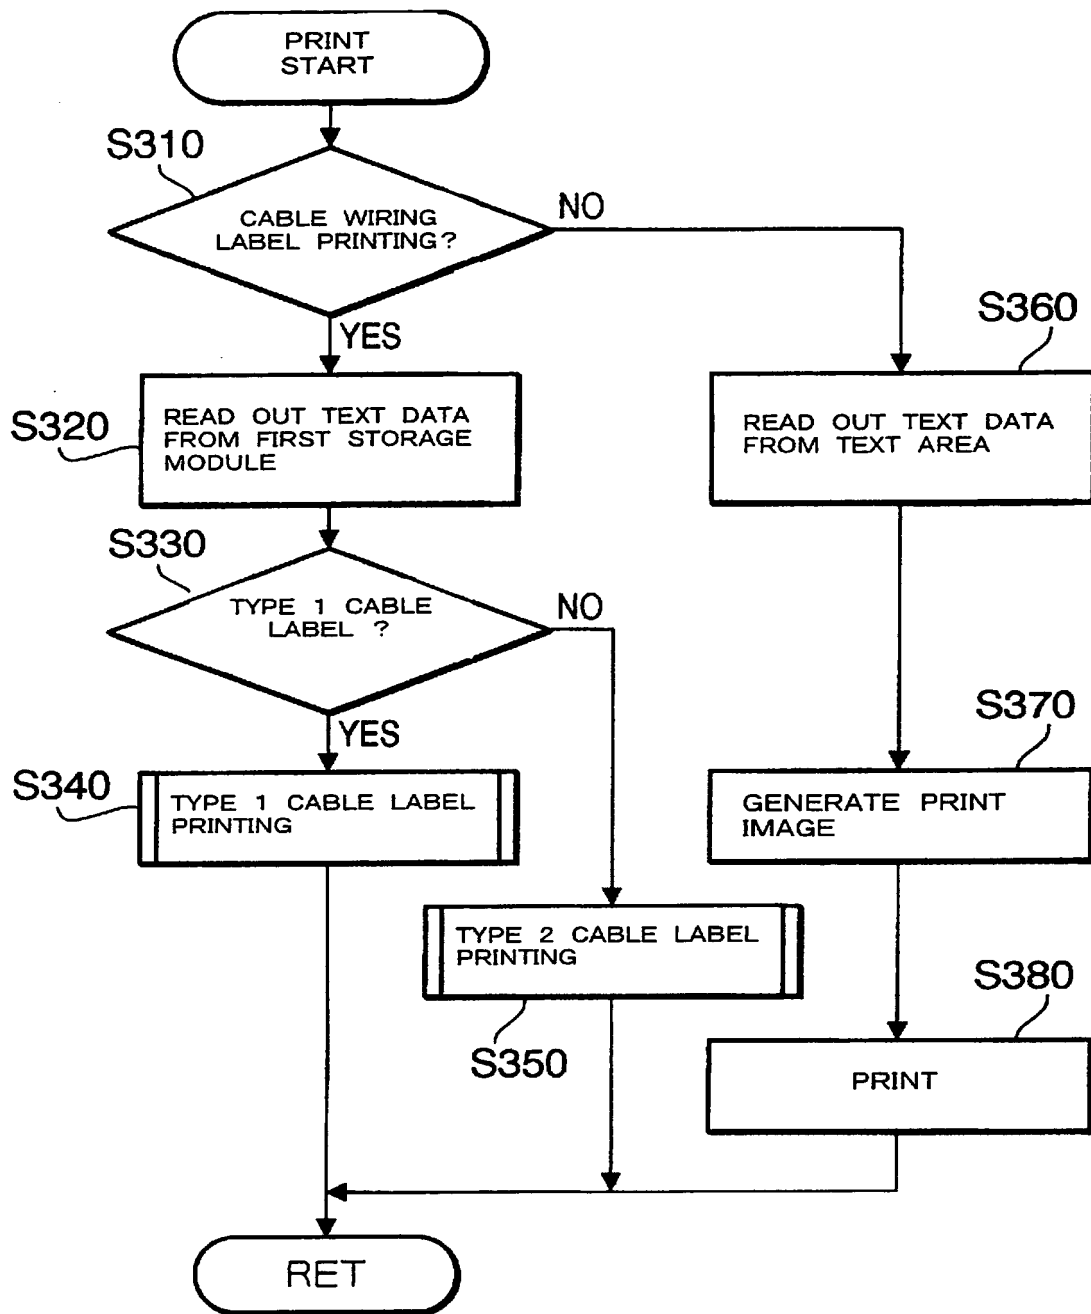 PRINT
START
S310
CABLE WIRING
LABEL PRINTING?
NO
YES
S360
S320
READ OUT TEXT DATA
FROM FIRST STORAGE
MODULE
READ OUT TEXT DATA
FROM TEXT AREA
S330
TYPE 1 CABLE
LABEL ?
NO
YES
S370
S340
TYPE 1 CABLE LABEL
PRINTING
GENERATE PRINT
IMAGE
TYPE 2 CABLE LABEL
PRINTING
S350
S380
PRINT
RET